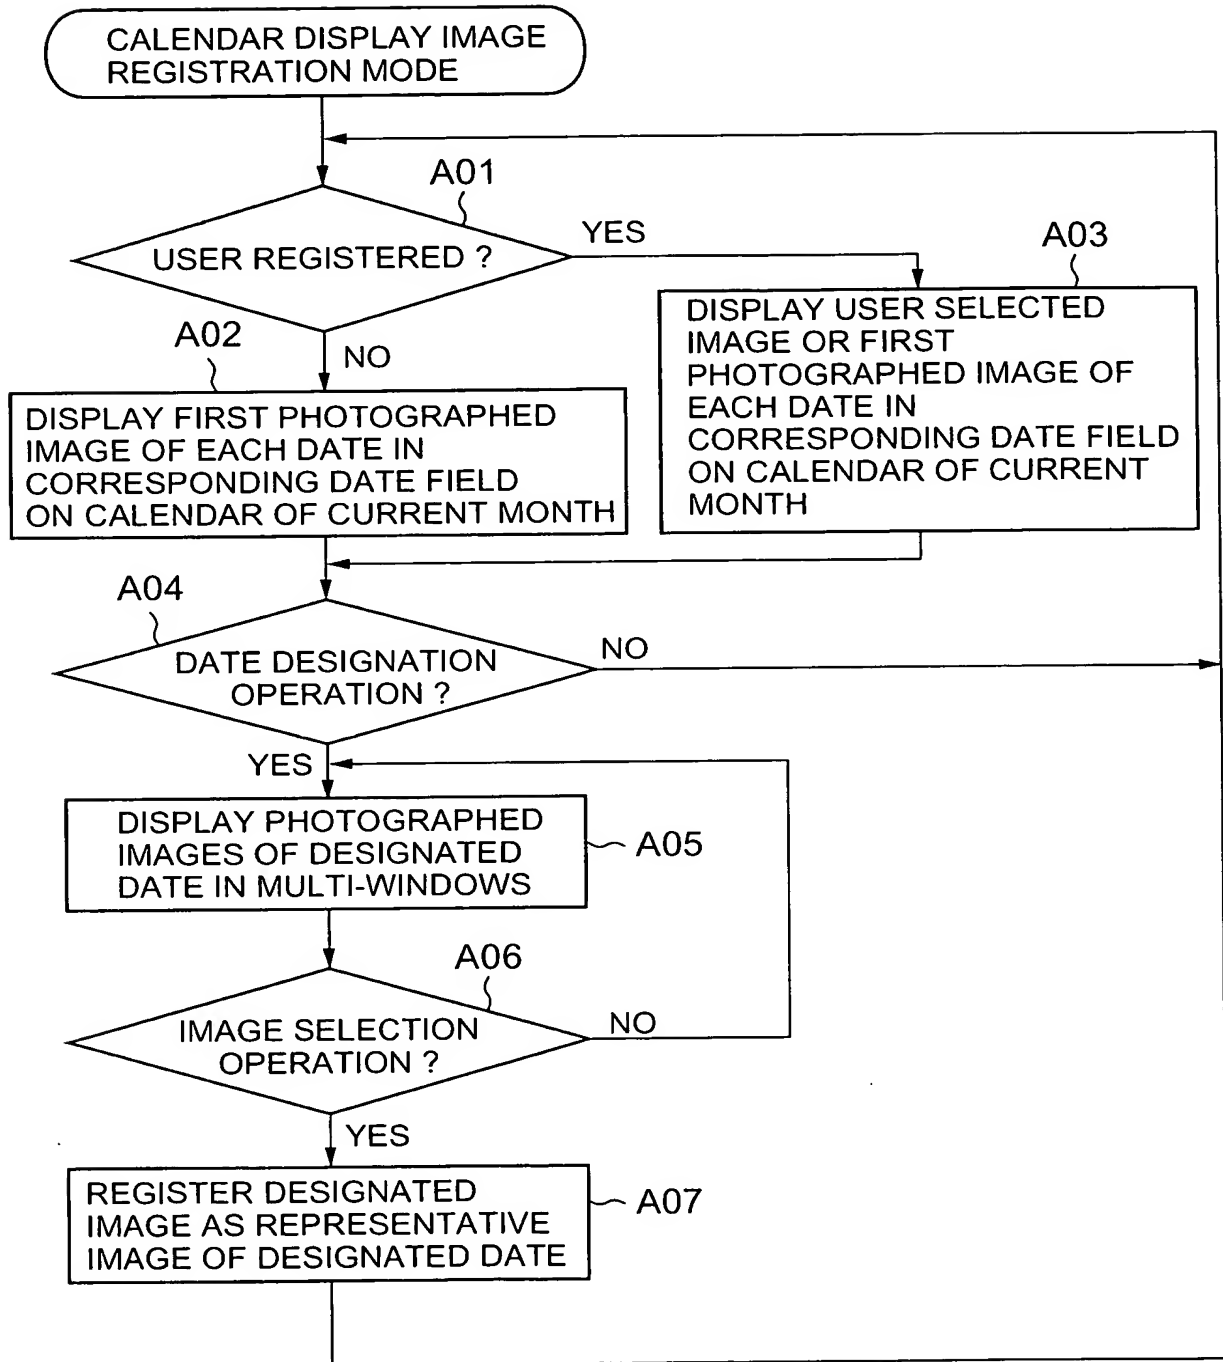 CALENDAR DISPLAY IMAGE
REGISTRATION MODE
A01
USER REGISTERED ?
YES
A03
DISPLAY USER SELECTED
IMAGE OR FIRST
PHOTOGRAPHED IMAGE OF
EACH DATE IN
CORRESPONDING DATE FIELD
ON CALENDAR OF CURRENT
MONTH
A02
NO
DISPLAY FIRST PHOTOGRAPHED
IMAGE OF EACH DATE IN
CORRESPONDING DATE FIELD
ON CALENDAR OF CURRENT MONTH
A04
DATE DESIGNATION
OPERATION ?
NO
YES
DISPLAY PHOTOGRAPHED
IMAGES OF DESIGNATED
DATE IN MULTI-WINDOWS
A05
A06
IMAGE SELECTION
OPERATION ?
NO
YES
REGISTER DESIGNATED
IMAGE AS REPRESENTATIVE
IMAGE OF DESIGNATED DATE
A07